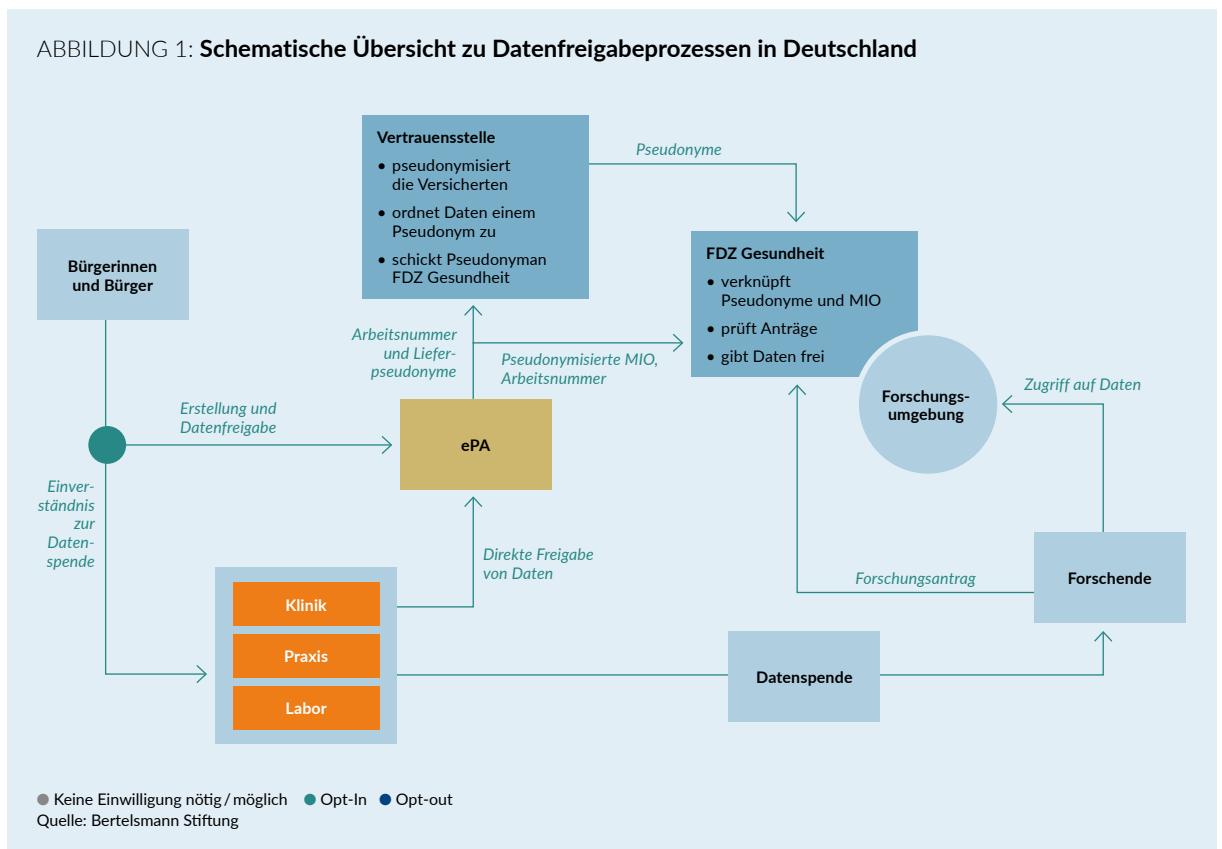 ABBILDUNG 1: Schematische Übersicht zu Datenfreigabeprozessen in Deutschland
Vertrauensstelle
• pseudonymisiert
die Versicherten
• ordnet Daten einem
Pseudonym zu
• schickt Pseudonyman
FDZ Gesundheit
Pseudonyme
Bürgerinnen
und Bürger
FDZ Gesundheit
• verknüpft
Pseudonyme und MIO
• prüft Anträge
• gibt Daten frei
Arbeitsnummer
und Liefer-
pseudonyme
Pseudonymisierte MIO,
Arbeitsnummer
Forschungs-
umgebung
Zugriff auf Daten
Erstellung und
Datenfreigabe
ePA
Einver-
ständnis
zur
Daten-
spende
Direkte Freigabe
von Daten
Forschungsantrag
Forschende
Klinik
Praxis
Labor
Datenspende
Keine Einwilligung nötig / möglich Opt-In Opt-out
Quelle: Bertelsmann Stiftung